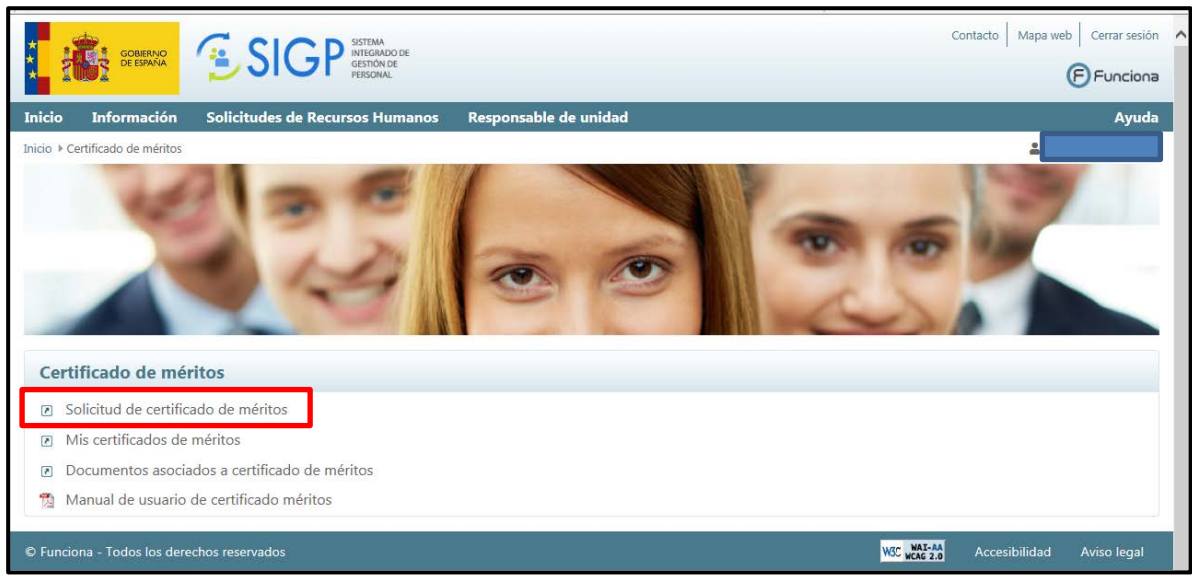 GOBIERNO
DE ESPAÑA
SIGP
SISTEMA
INTEGRADO DE
GESTIÓN DE
PERSONAL
Contacto Mapa web Cerrar sesión
Funciona
Inicio Información Solicitudes de Recursos Humanos Responsable de unidad Ayuda
Inicio Certificado de méritos
Certificado de méritos
Solicitud de certificado de méritos
Mis certificados de méritos
Documentos asociados a certificado de méritos
Manual de usuario de certificado méritos
© Funciona - Todos los derechos reservados W3C WAI-AA WCAG 2.0 Accesibilidad Aviso legal